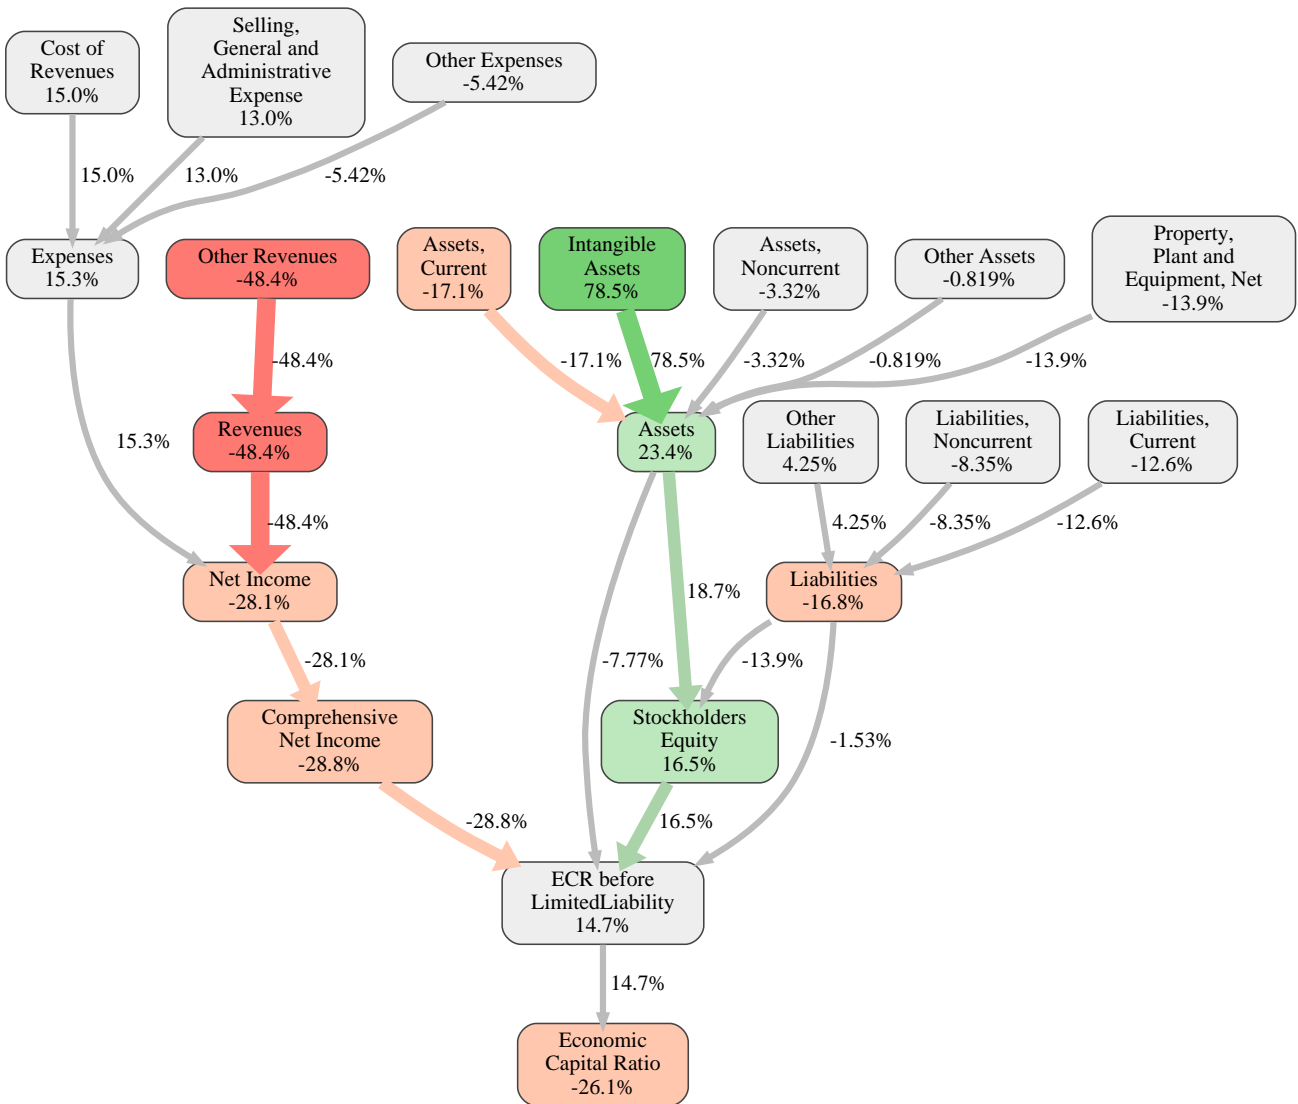 Cost of
Revenues
15.0%
Selling,
General and
Administrative
Expense
13.0%
Other Expenses
-5.42%
15.0%
13.0%
-5.42%
Expenses
15.3%
Other Revenues
-48.4%
Assets,
Current
-17.1%
Intangible
Assets
78.5%
Assets,
Noncurrent
-3.32%
Other Assets
-0.819%
Property,
Plant and
Equipment, Net
-13.9%
-48.4%
-17.1%
78.5%
-3.32%
-0.819%
-13.9%
Revenues
-48.4%
Assets
23.4%
Other
Liabilities
4.25%
Liabilities,
Noncurrent
-8.35%
Liabilities,
Current
-12.6%
15.3%
-48.4%
4.25%
-8.35%
-12.6%
Net Income
-28.1%
18.7%
Liabilities
-16.8%
-28.1%
-7.77%
-13.9%
Comprehensive
Net Income
-28.8%
Stockholders
Equity
16.5%
-1.53%
-28.8%
16.5%
ECR before
LimitedLiability
14.7%
14.7%
Economic
Capital Ratio
-26.1%